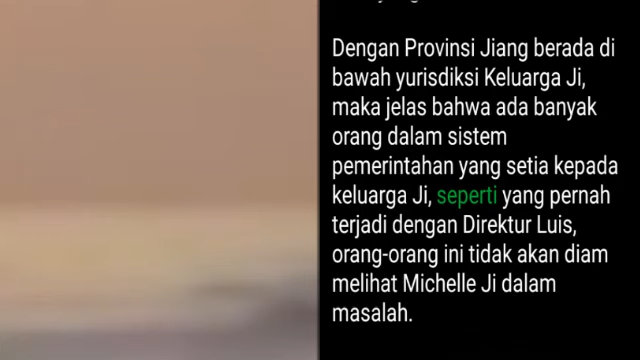 Dengan Provinsi Jiang berada di
bawah yurisdiksi Keluarga Ji,
maka jelas bahwa ada banyak
orang dalam sistem
pemerintahan yang setia kepada
keluarga Ji, seperti yang pernah
terjadi dengan Direktur Luis,
orang-orang ini tidak akan diam
melihat Michelle Ji dalam
masalah.